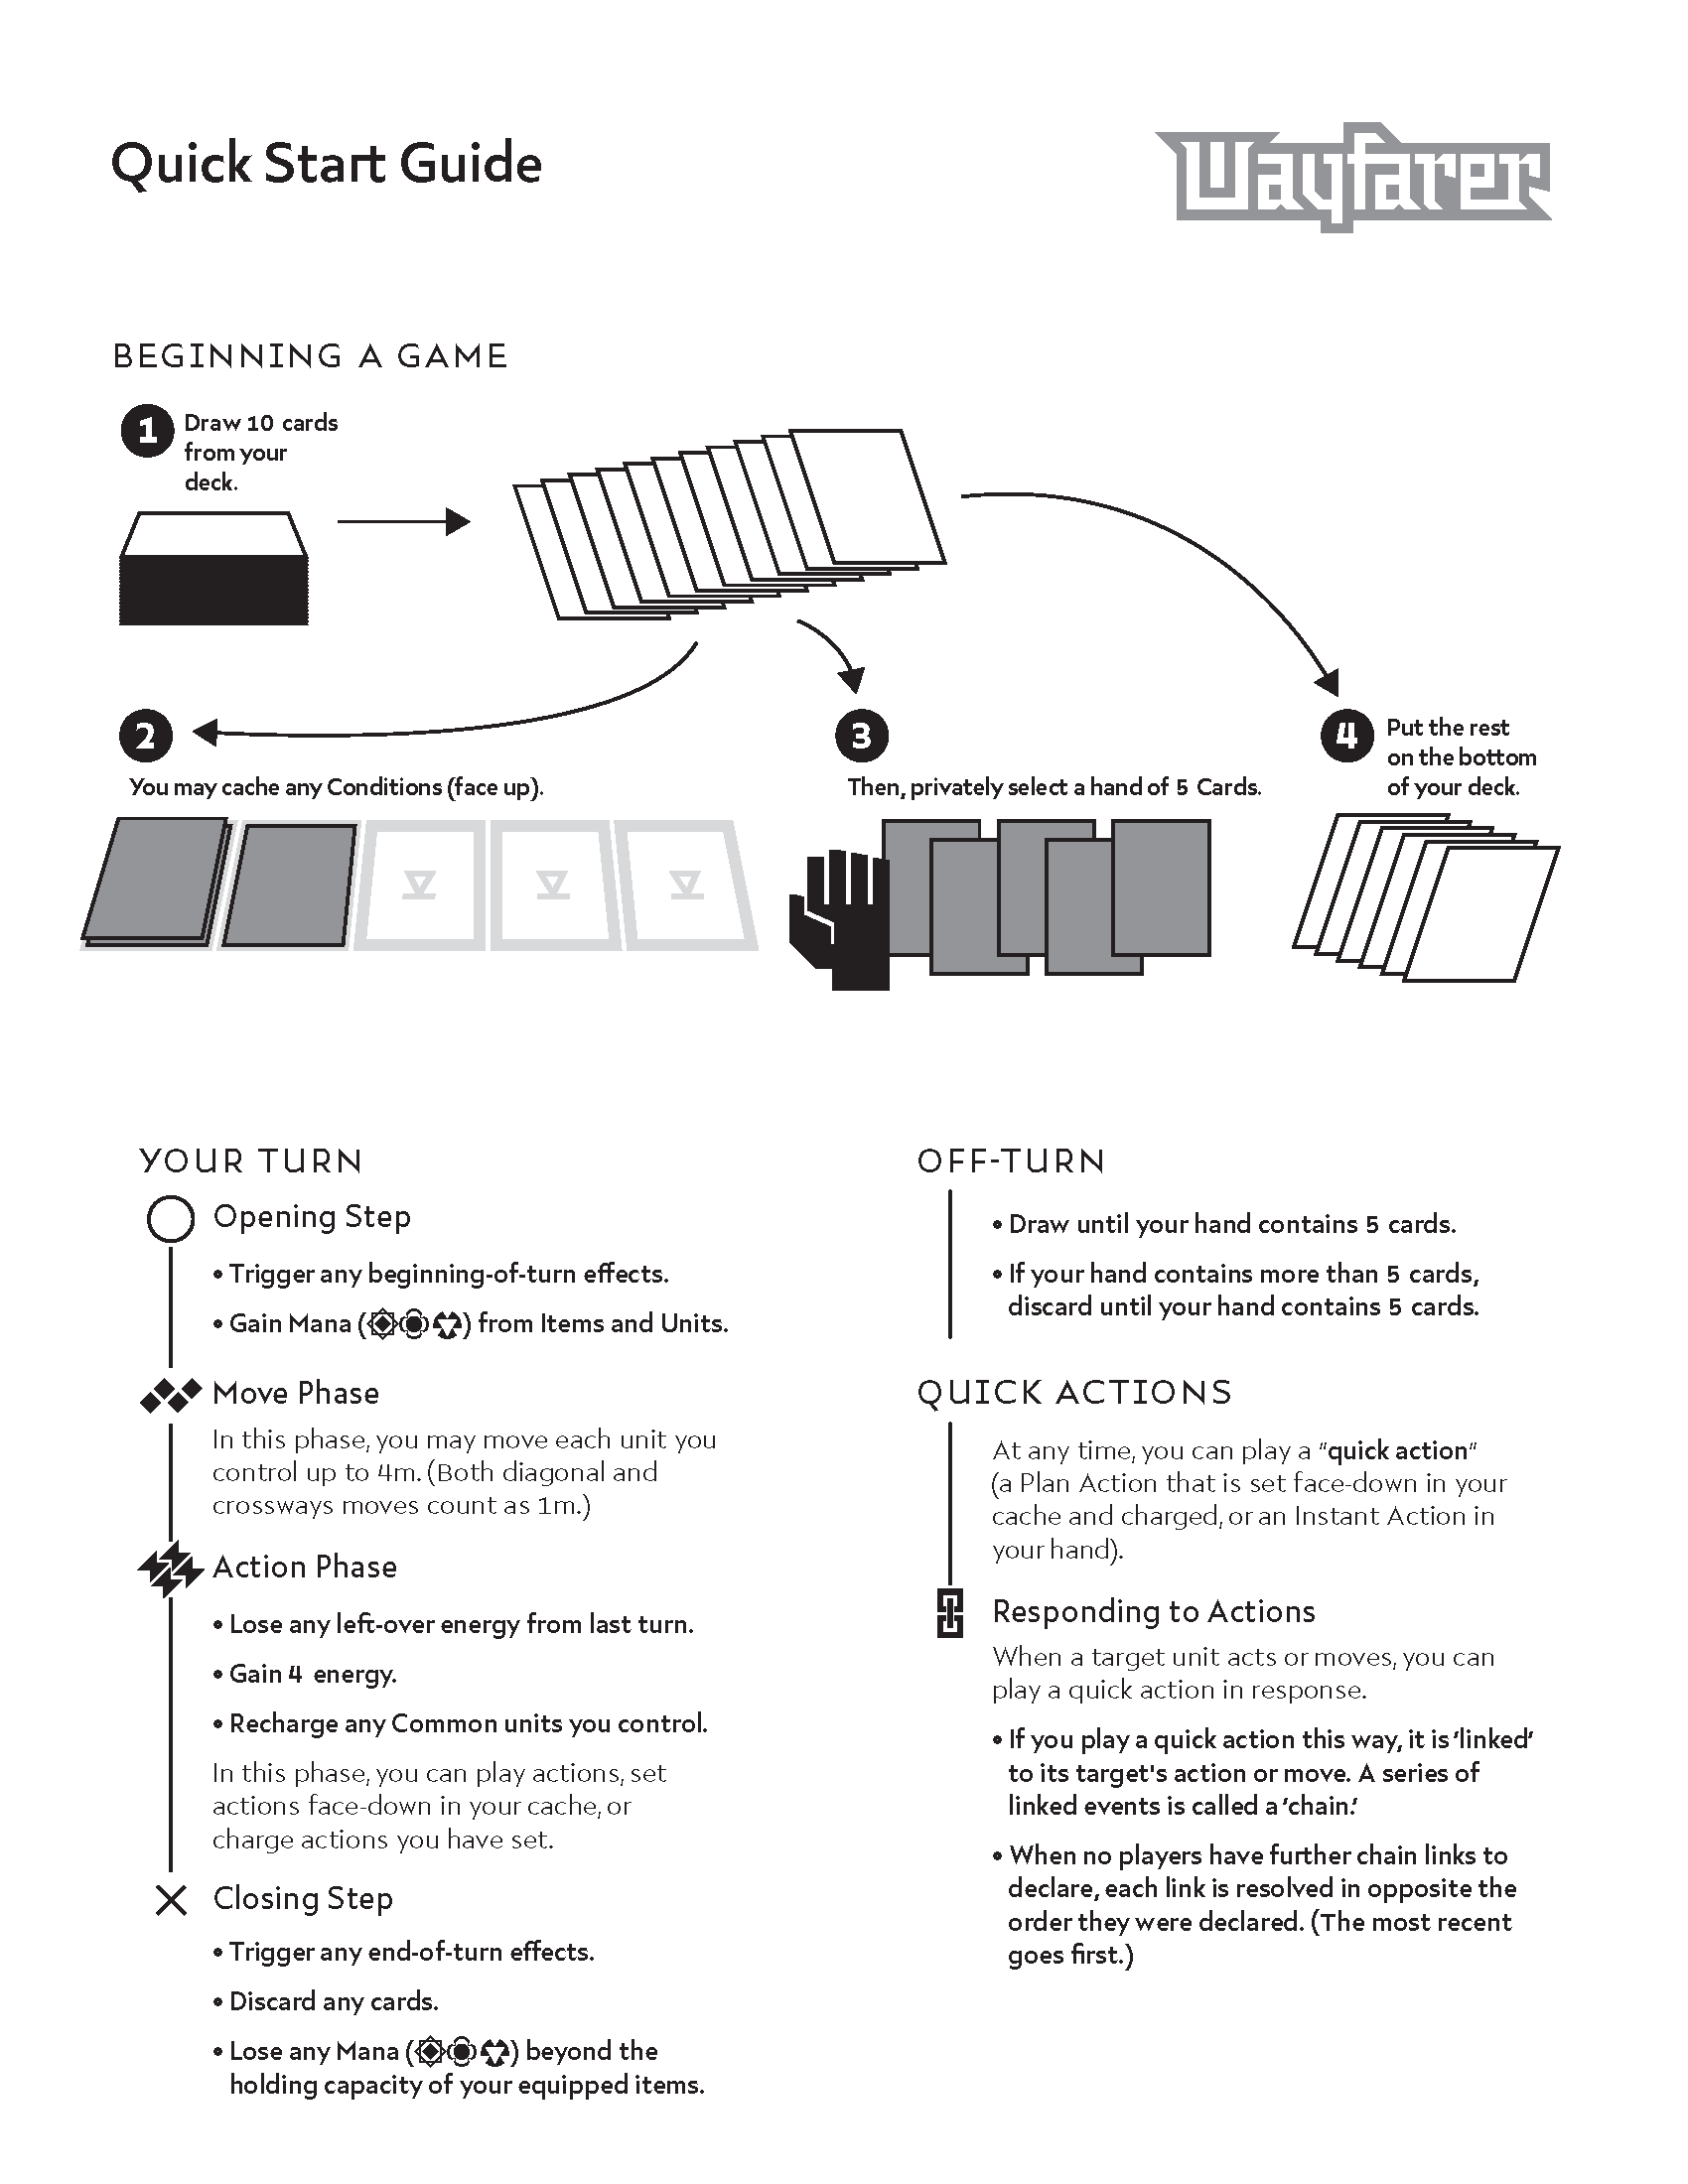 Quick Start Guide
Wayfarer
BEGINNING A GAME
1
Draw 10 cards
from your
deck.
2
You may cache any Conditions (face up).
3
Then, privately select a hand of 5 Cards.
4
Put the rest
on the bottom
of your deck.
YOUR TURN
Opening Step
• Trigger any beginning-of-turn effects.
• Gain Mana () from Items and Units.
Move Phase
In this phase, you may move each unit you
control up to 4m. (Both diagonal and
crossways moves count as 1m.)
Action Phase
• Lose any left-over energy from last turn.
• Gain 4 energy.
• Recharge any Common units you control.
In this phase, you can play actions, set
actions face-down in your cache, or
charge actions you have set.
Closing Step
• Trigger any end-of-turn effects.
• Discard any cards.
• Lose any Mana () beyond the
holding capacity of your equipped items.
OFF-TURN
• Draw until your hand contains 5 cards.
• If your hand contains more than 5 cards,
discard until your hand contains 5 cards.
QUICK ACTIONS
At any time, you can play a "quick action"
(a Plan Action that is set face-down in your
cache and charged, or an Instant Action in
your hand).
Responding to Actions
When a target unit acts or moves, you can
play a quick action in response.
• If you play a quick action this way, it is 'linked'
to its target's action or move. A series of
linked events is called a 'chain.'
• When no players have further chain links to
declare, each link is resolved in opposite the
order they were declared. (The most recent
goes first.)